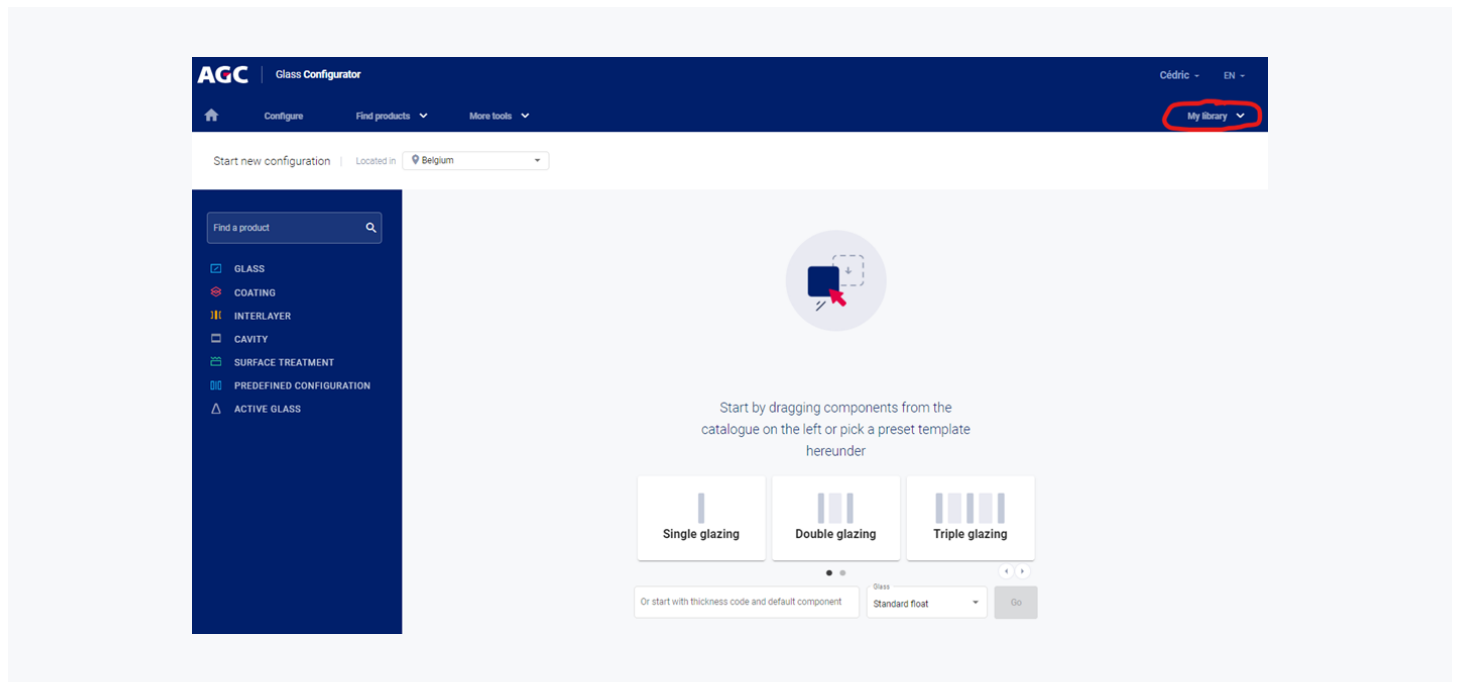 AGC Glass Configurator
Cédric EN
Configure Find products More tools My library
Start new configuration Located in Belgium
Find a product
GLASS
COATING
INTERLAYER
CAVITY
SURFACE TREATMENT
PREDEFINED CONFIGURATION
ACTIVE GLASS
Start by dragging components from the
catalogue on the left or pick a preset template
hereunder
Single glazing Double glazing Triple glazing
Or start with thickness code and default component
Glass
Standard float
Go